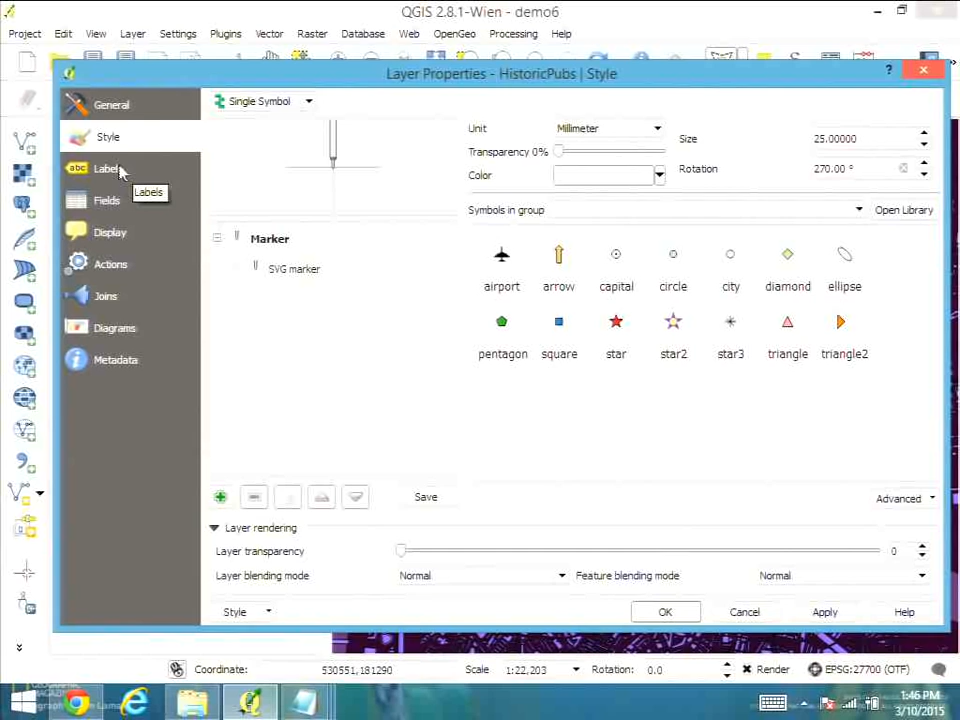 QGIS 2.8.1-Wien - demo6
Project Edit View Layer Settings Plugins Vector Raster Database Web OpenGeo Processing Help
Layer Properties - HistoricPubs | Style
?
General
Style
abc Labels
Labels
Fields
Display
Actions
Joins
Diagrams
Metadata
Single Symbol
Unit Millimeter
Size 25.00000
Transparency 0%
Color
Rotation 270.00 °
Symbols in group Open Library
Marker
SVG marker
airport arrow capital circle city diamond ellipse
pentagon square star star2 star3 triangle triangle2
Save
Advanced
Layer rendering
Layer transparency 0
Layer blending mode Normal Feature blending mode Normal
Style OK Cancel Apply Help
Coordinate: 530551,181290 Scale 1:22,203 Rotation: 0.0 Render EPSG:27700 (OTF)
1:46 PM
3/10/2015